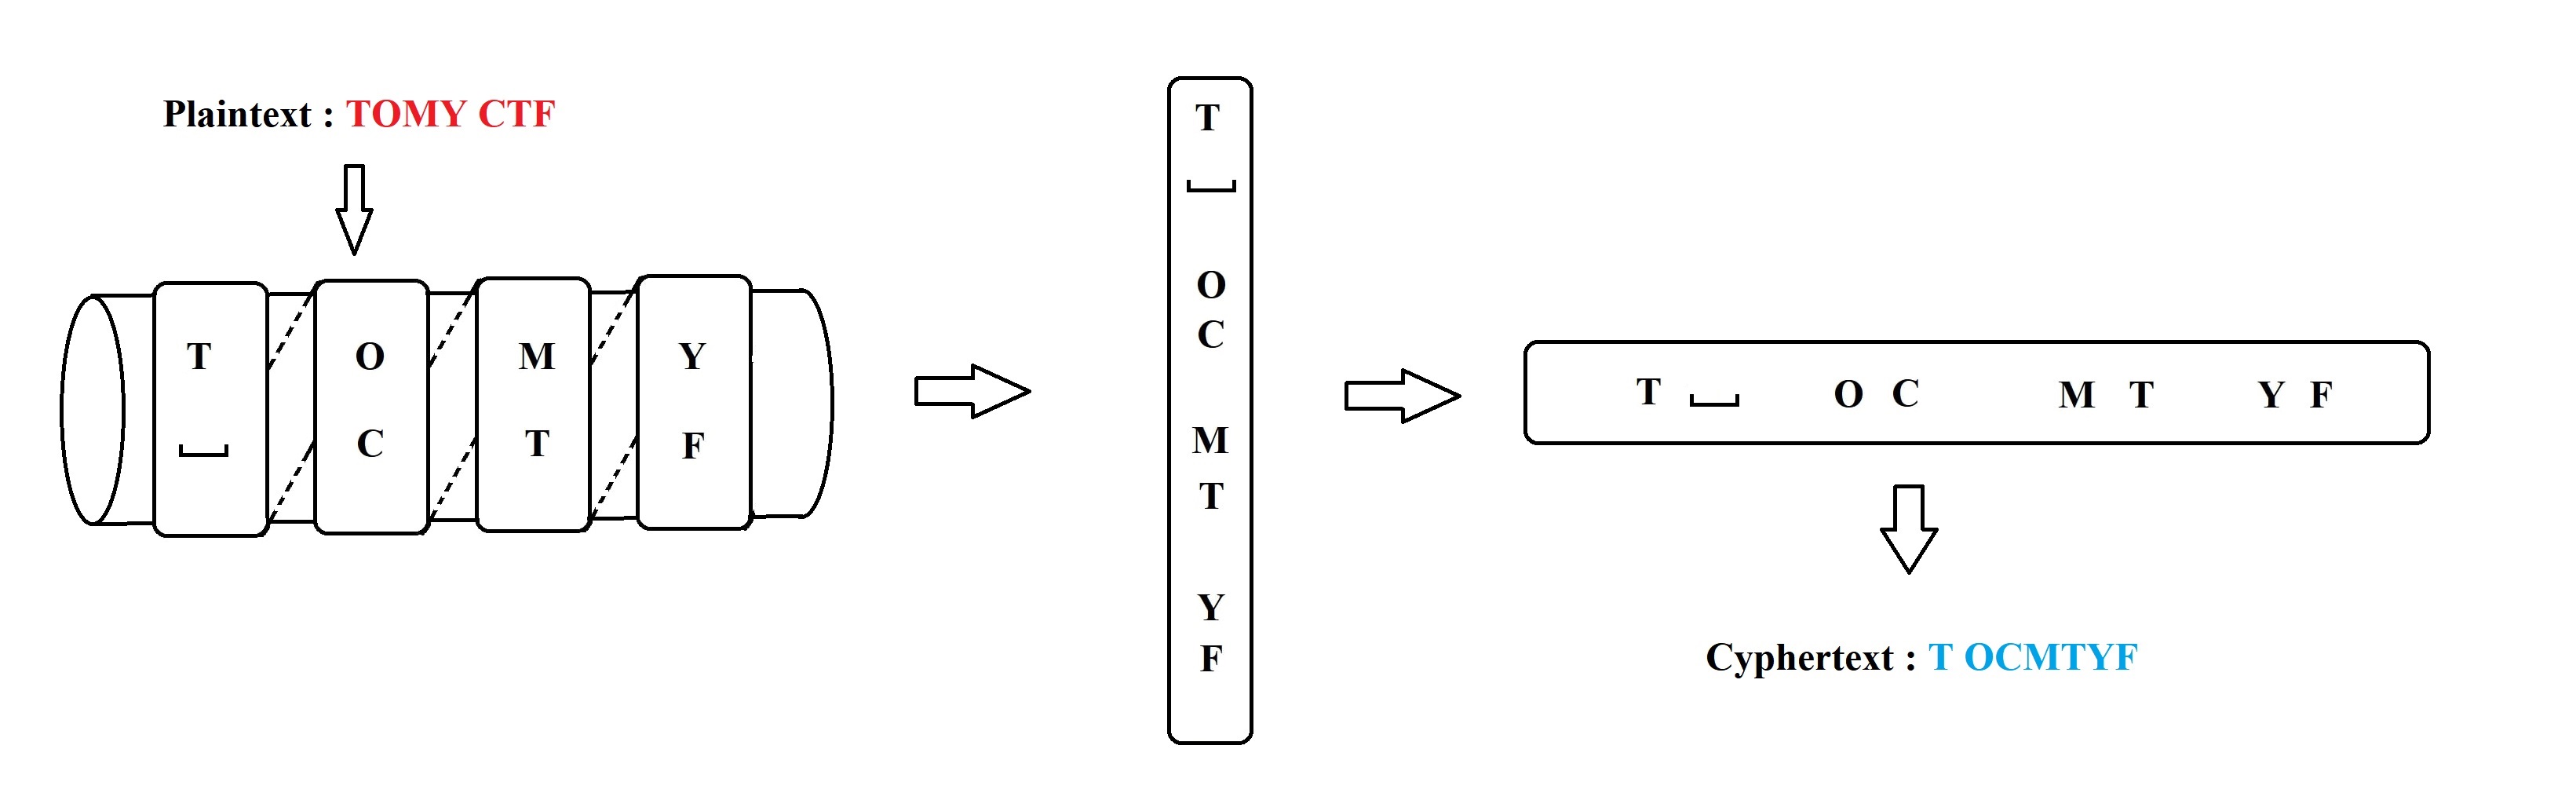 Plaintext : TOMY CTF
T O M Y
C T F
T
O
C
M
T
Y
F
T O C M T Y F
Cyphertext : T OCMTYF